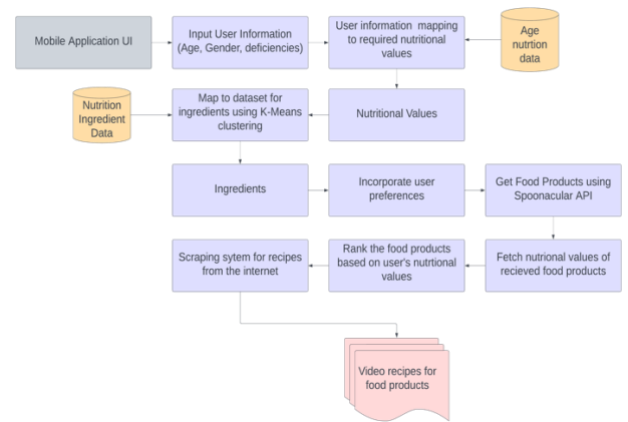 Mobile Application UI
Input User Information
(Age, Gender, deficiencies)
User information mapping
to required nutritional
values
Age
nutrtion
data
Nutrition
Ingredient
Data
Map to dataset for
ingredients using K-Means
clustering
Nutritional Values
Ingredients
Incorporate user
preferences
Get Food Products using
Spoonacular API
Scraping sytem for recipes
from the internet
Rank the food products
based on user's nutrtional
values
Fetch nutrional values of
recieved food products
Video recipes for
food products